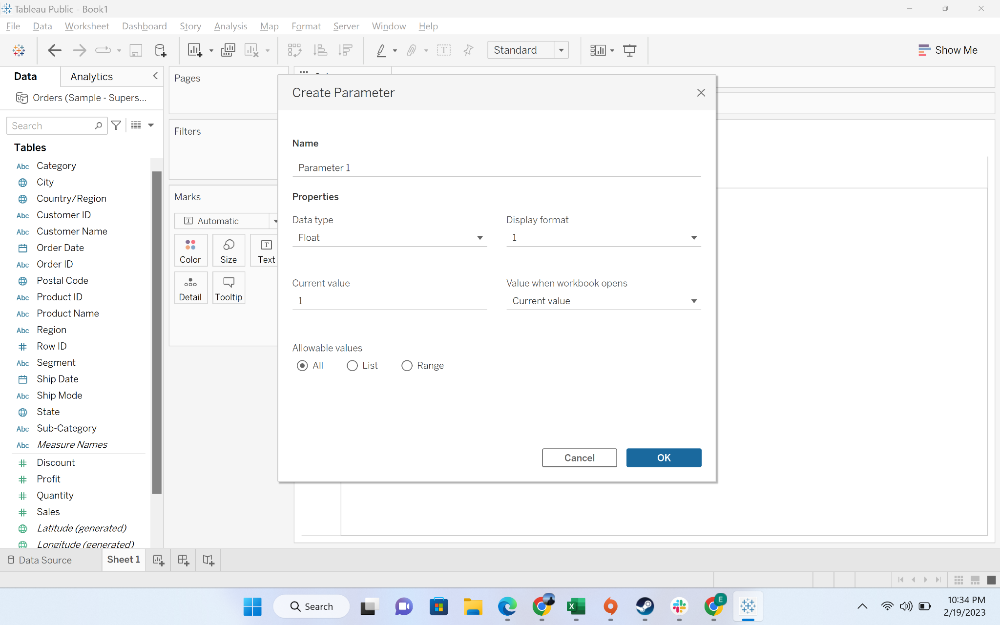 Tableau Public - Book1
File Data Worksheet Dashboard Story Analysis Map Format Server Window Help
Standard
Show Me
Data Analytics
Orders (Sample - Supers...
Search
Tables
Abc Category
City
Country/Region
Abc Customer ID
Abc Customer Name
Order Date
Abc Order ID
Postal Code
Abc Product ID
Abc Product Name
Abc Region
Row ID
Abc Segment
Ship Date
Abc Ship Mode
State
Abc Sub-Category
Abc Measure Names
Discount
Profit
Quantity
Sales
Latitude (generated)
Longitude (generated)
Pages
Filters
Marks
Automatic
Color Size Text
Detail Tooltip
Create Parameter
Name
Parameter 1
Properties
Data type Display format
Float 1
Current value Value when workbook opens
1 Current value
Allowable values
All List Range
Cancel OK
Data Source Sheet 1
Search
E
10:34 PM
2/19/2023